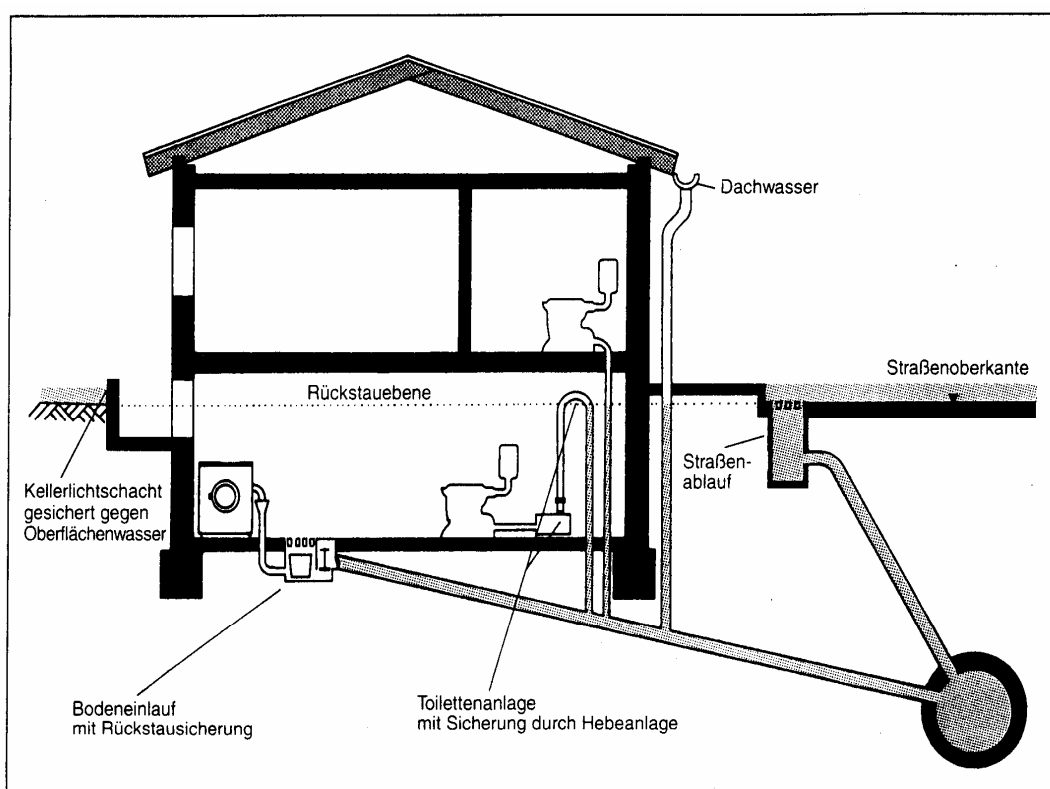 Dachwasser
Straßenoberkante
Rückstauebene
Straßen-
ablauf
Kellerlichtschacht
gesichert gegen
Oberflächenwasser
Bodeneinlauf
mit Rückstausicherung
Toilettenanlage
mit Sicherung durch Hebeanlage